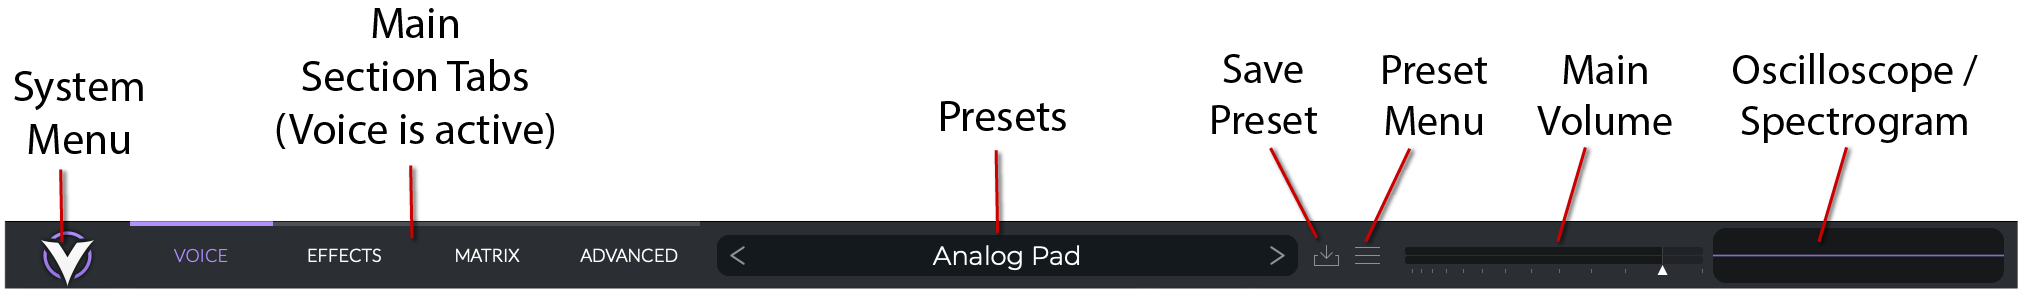 System
Menu
Main
Section Tabs
(Voice is active)
Presets
Save
Preset
Preset
Menu
Main
Volume
Oscilloscope /
Spectrogram
VOICE EFFECTS MATRIX ADVANCED < Analog Pad >